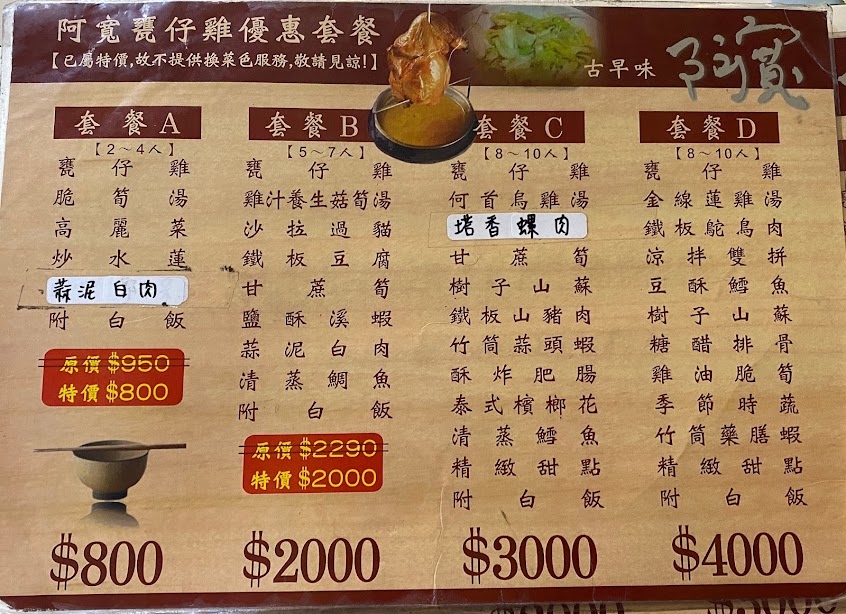 阿寬甕仔雞優惠套餐
【已屬特價,故不提供換菜色服務,敬請見諒!】
古早味 阿寬
套餐A
【2~4人】
甕仔雞
脆筍湯
高麗菜
炒水蓮
蒜泥白肉
附白飯
原價$950
特價$800
$800
套餐B
【5~7人】
甕仔雞
雞汁養生菇筍湯
沙拉過貓
鐵板豆腐
甘蔗筍
鹽酥溪蝦
蒜泥白肉
清蒸鯛魚
附白飯
原價$2290
特價$2000
$2000
套餐C
【8~10人】
甕仔雞
何首烏雞湯
塔香螺肉
甘蔗筍
樹子山蘇
鐵板山豬肉
竹筒蒜頭蝦
酥炸肥腸
泰式檳榔花
清蒸鱈魚
精緻甜點
附白飯
$3000
套餐D
【8~10人】
甕仔雞
金線蓮雞湯
鐵板鴕鳥肉
涼拌雙拼
豆酥鱈魚
樹子山蘇
糖醋排骨
雞油脆筍
季節時蔬
竹筒藥膳蝦
精緻甜點
附白飯
$4000